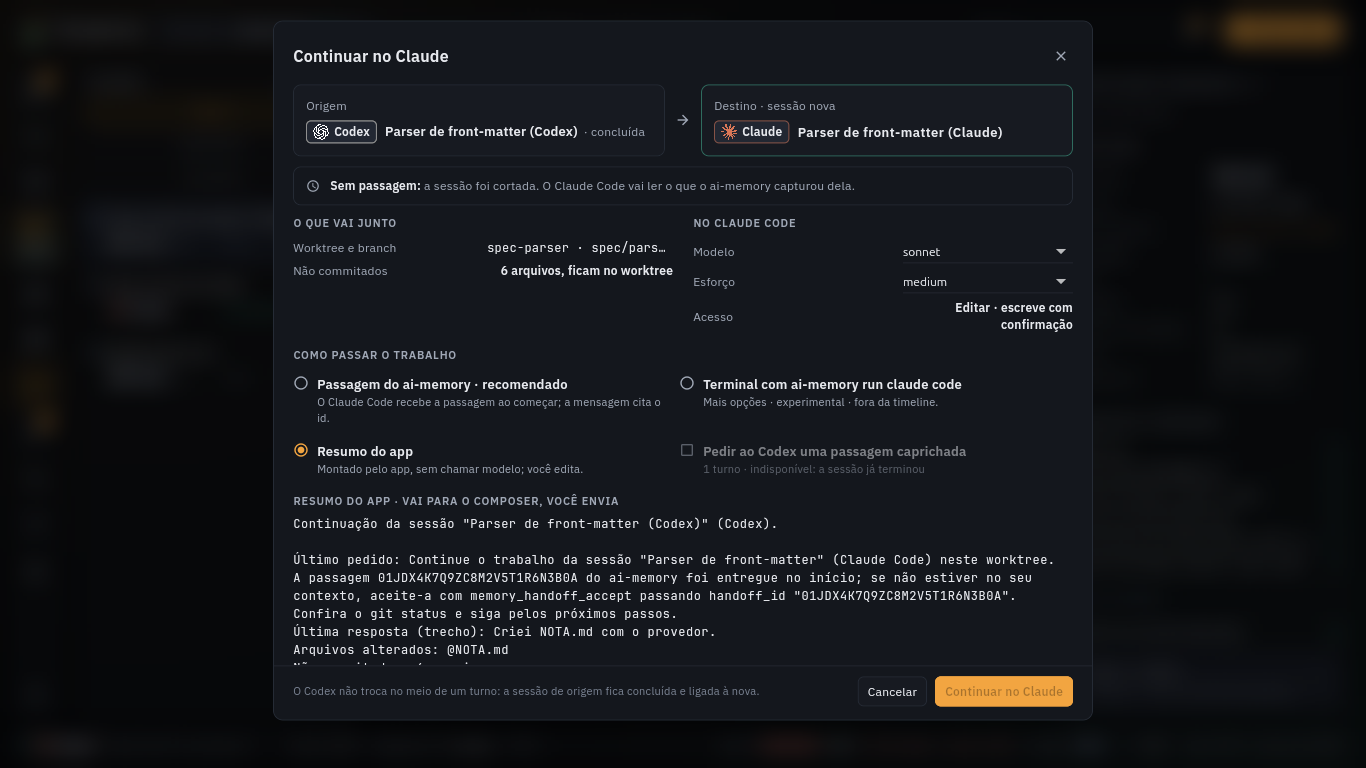 Continuar no Claude
Origem
Codex Parser de front-matter (Codex) · concluída
Destino · sessão nova
Claude Parser de front-matter (Claude)
Sem passagem: a sessão foi cortada. O Claude Code vai ler o que o ai-memory capturou dela.
O QUE VAI JUNTO
Worktree e branch spec-parser · spec/pars…
Não commitados 6 arquivos, ficam no worktree
NO CLAUDE CODE
Modelo sonnet
Esforço medium
Acesso Editar · escreve com
confirmação
COMO PASSAR O TRABALHO
Passagem do ai-memory · recomendado
O Claude Code recebe a passagem ao começar; a mensagem cita o
id.
Terminal com ai-memory run claude code
Mais opções · experimental · fora da timeline.
Resumo do app
Montado pelo app, sem chamar modelo; você edita.
Pedir ao Codex uma passagem caprichada
1 turno · indisponível: a sessão já terminou
RESUMO DO APP · VAI PARA O COMPOSER, VOCÊ ENVIA
Continuação da sessão "Parser de front-matter (Codex)" (Codex).
Último pedido: Continue o trabalho da sessão "Parser de front-matter" (Claude Code) neste worktree.
A passagem 01JDX4K7Q9ZC8M2V5T1R6N3B0A do ai-memory foi entregue no início; se não estiver no seu
contexto, aceite-a com memory_handoff_accept passando handoff_id "01JDX4K7Q9ZC8M2V5T1R6N3B0A".
Confira o git status e siga pelos próximos passos.
Última resposta (trecho): Criei NOTA.md com o provedor.
Arquivos alterados: @NOTA.md
O Codex não troca no meio de um turno: a sessão de origem fica concluída e ligada à nova.
Cancelar
Continuar no Claude